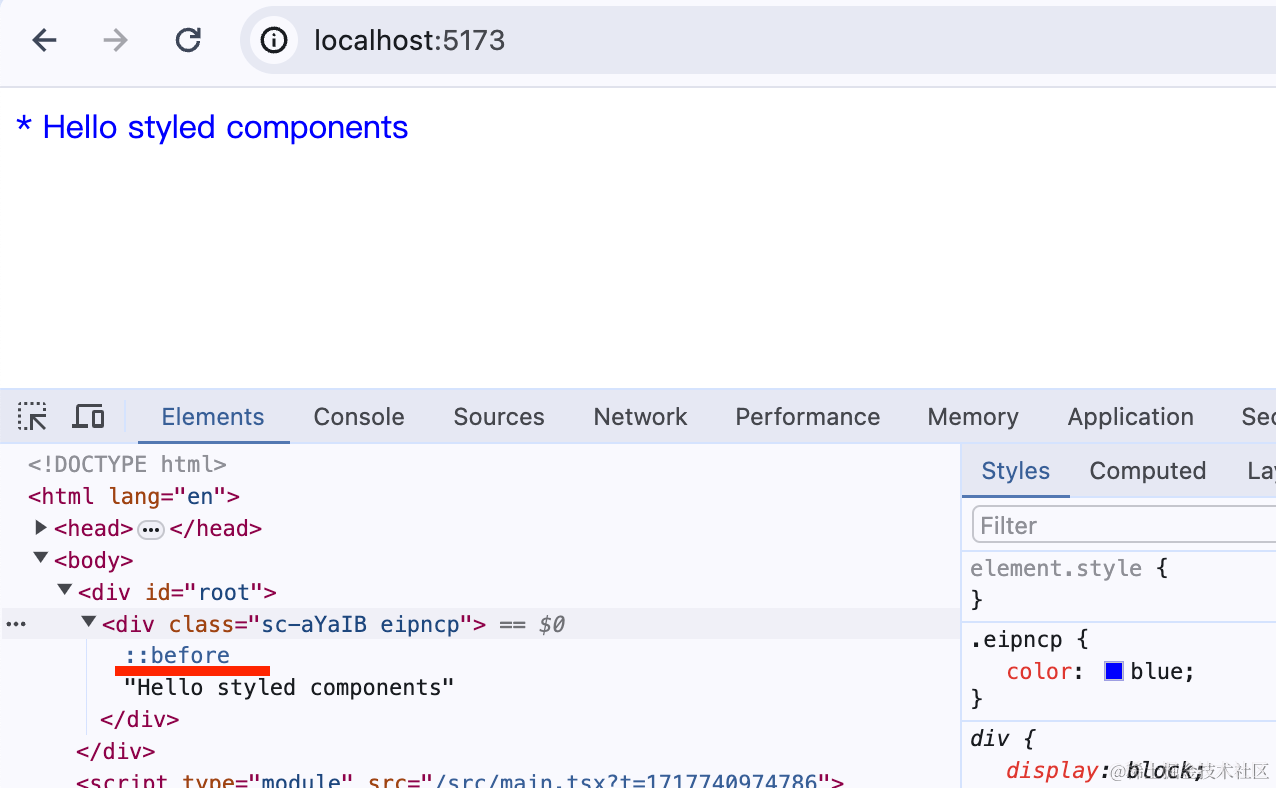 localhost:5173
* Hello styled components
Elements Console Sources Network Performance Memory Application Sec
<!DOCTYPE html>
<html lang="en">
<head> ••• </head>
<body>
<div id="root">
••• <div class="sc-aYaIB eipncp"> == $0
::before
"Hello styled components"
</div>
</div>
<script type="module" src="/src/main.tsx?t=1717740974786">
Styles Computed Lay
Filter
element.style {
}
.eipncp {
color: blue;
}
div {
display: block;
@稀土掘金技术社区